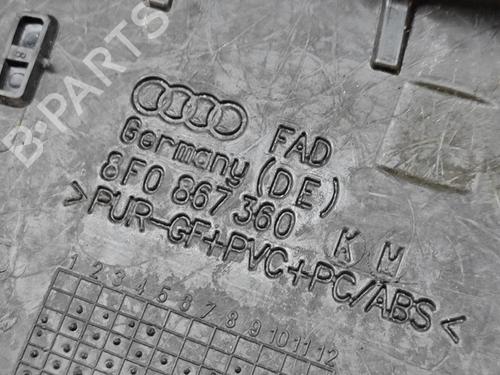 B-PARTS
FAD
Germany (DE)
8F0 867 360 KM
>PUR-GF+PVC+PC/ABS<
1 2 3 4 5 6 7 8 9 10 11 12